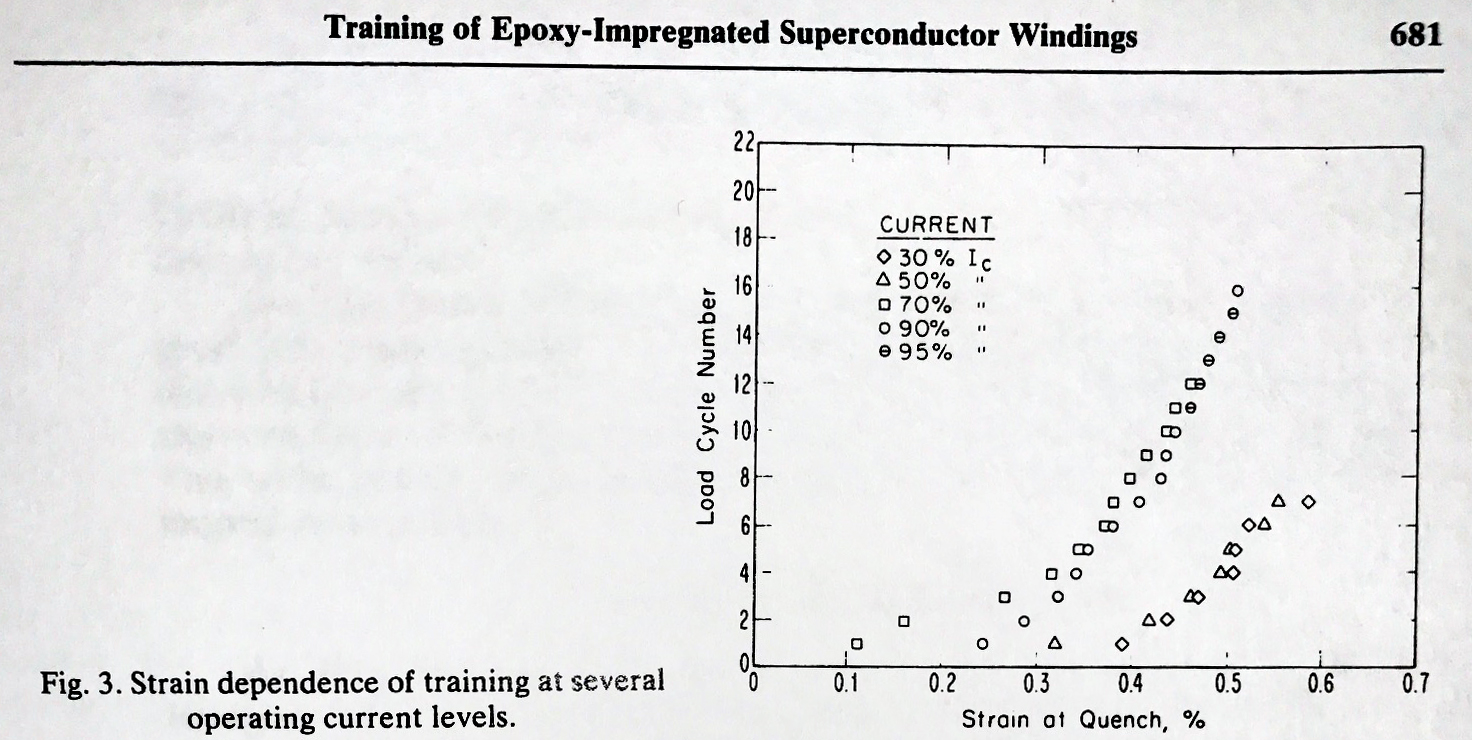 Training of Epoxy-Impregnated Superconductor Windings 681
22
20
18
16
14
12
10
8
6
4
2
0
Load Cycle Number
CURRENT
◇ 30% Ic
△ 50% "
□ 70% "
○ 90% "
⊖ 95% "
0 0.1 0.2 0.3 0.4 0.5 0.6 0.7
Strain at Quench, %
Fig. 3. Strain dependence of training at several
operating current levels.